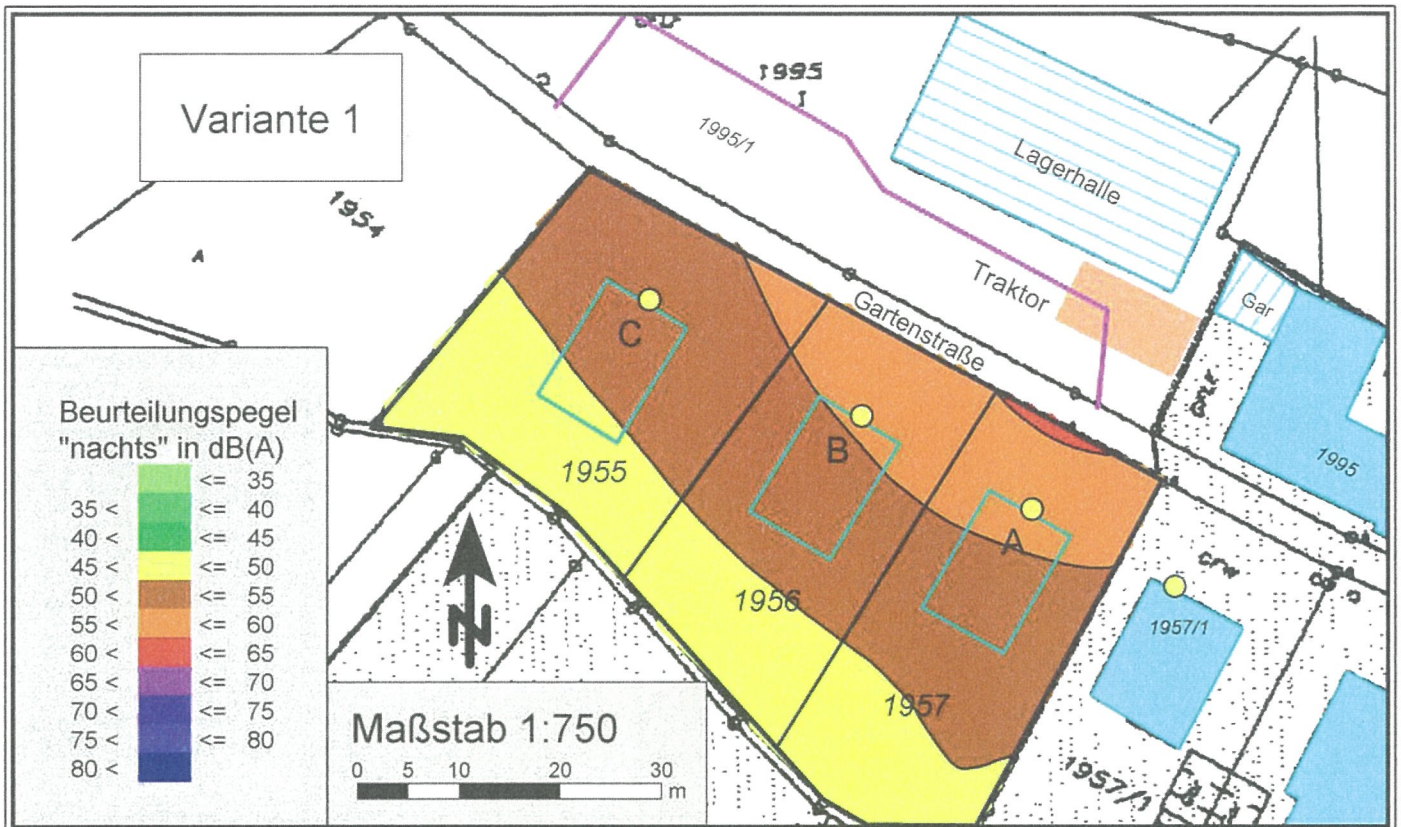 Variante 1
1995
I
1995/1
Lagerhalle
1954
A
Traktor
Gar
Gartenstraße
C
B
A
1955
1956
1957
1995
1957/1
1957/1
N
Beurteilungspegel
"nachts" in dB(A)
<= 35
35 < <= 40
40 < <= 45
45 < <= 50
50 < <= 55
55 < <= 60
60 < <= 65
65 < <= 70
70 < <= 75
75 < <= 80
80 <
Maßstab 1:750
0 5 10 20 30
m